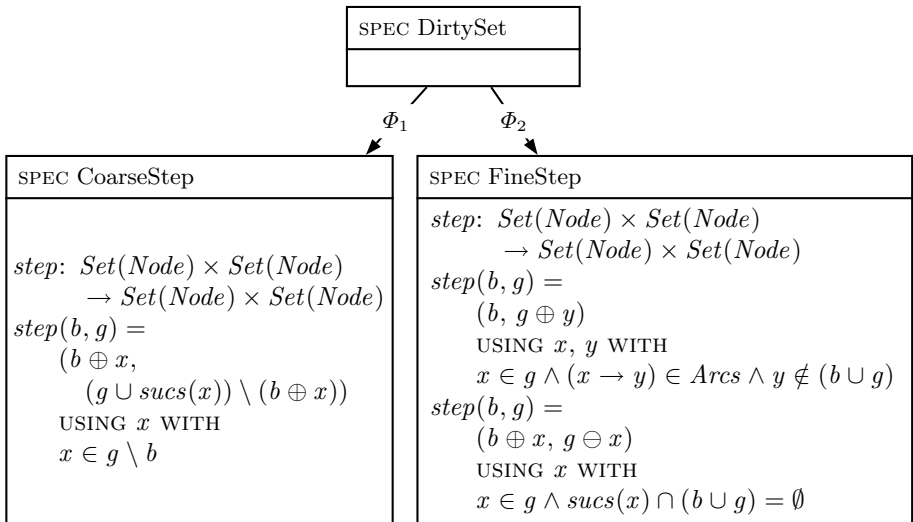 SPEC DirtySet
Φ₁
Φ₂
SPEC CoarseStep
step: Set(Node) × Set(Node)
→ Set(Node) × Set(Node)
step(b, g) =
(b ⊕ x,
(g ∪ sucs(x)) \ (b ⊕ x))
USING x WITH
x ∈ g \ b
SPEC FineStep
step: Set(Node) × Set(Node)
→ Set(Node) × Set(Node)
step(b, g) =
(b, g ⊕ y)
USING x, y WITH
x ∈ g ∧ (x → y) ∈ Arcs ∧ y ∉ (b ∪ g)
step(b, g) =
(b ⊕ x, g ⊖ x)
USING x WITH
x ∈ g ∧ sucs(x) ∩ (b ∪ g) = ∅